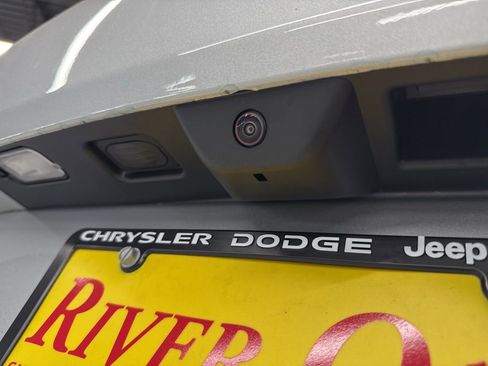 CHRYSLER DODGE Jeep
RIVER O